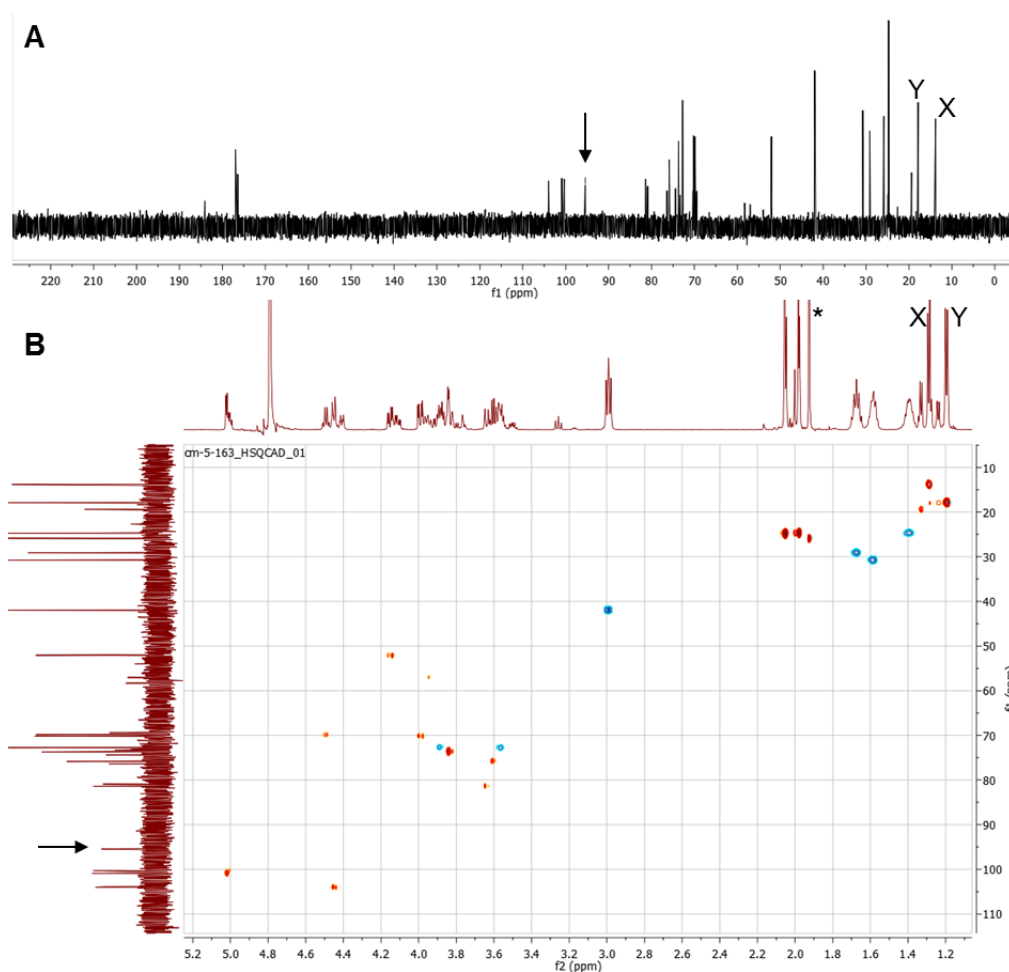 A
Y
X
220 210 200 190 180 170 160 150 140 130 120 110 100 90 80 70 60 50 40 30 20 10 0
f1 (ppm)
B
*
X
Y
cm-5-163_HSQCAD_01
10
20
30
40
50
60
70
80
90
100
110
f1 (ppm)
5.2 5.0 4.8 4.6 4.4 4.2 4.0 3.8 3.6 3.4 3.2 3.0 2.8 2.6 2.4 2.2 2.0 1.8 1.6 1.4 1.2
f2 (ppm)